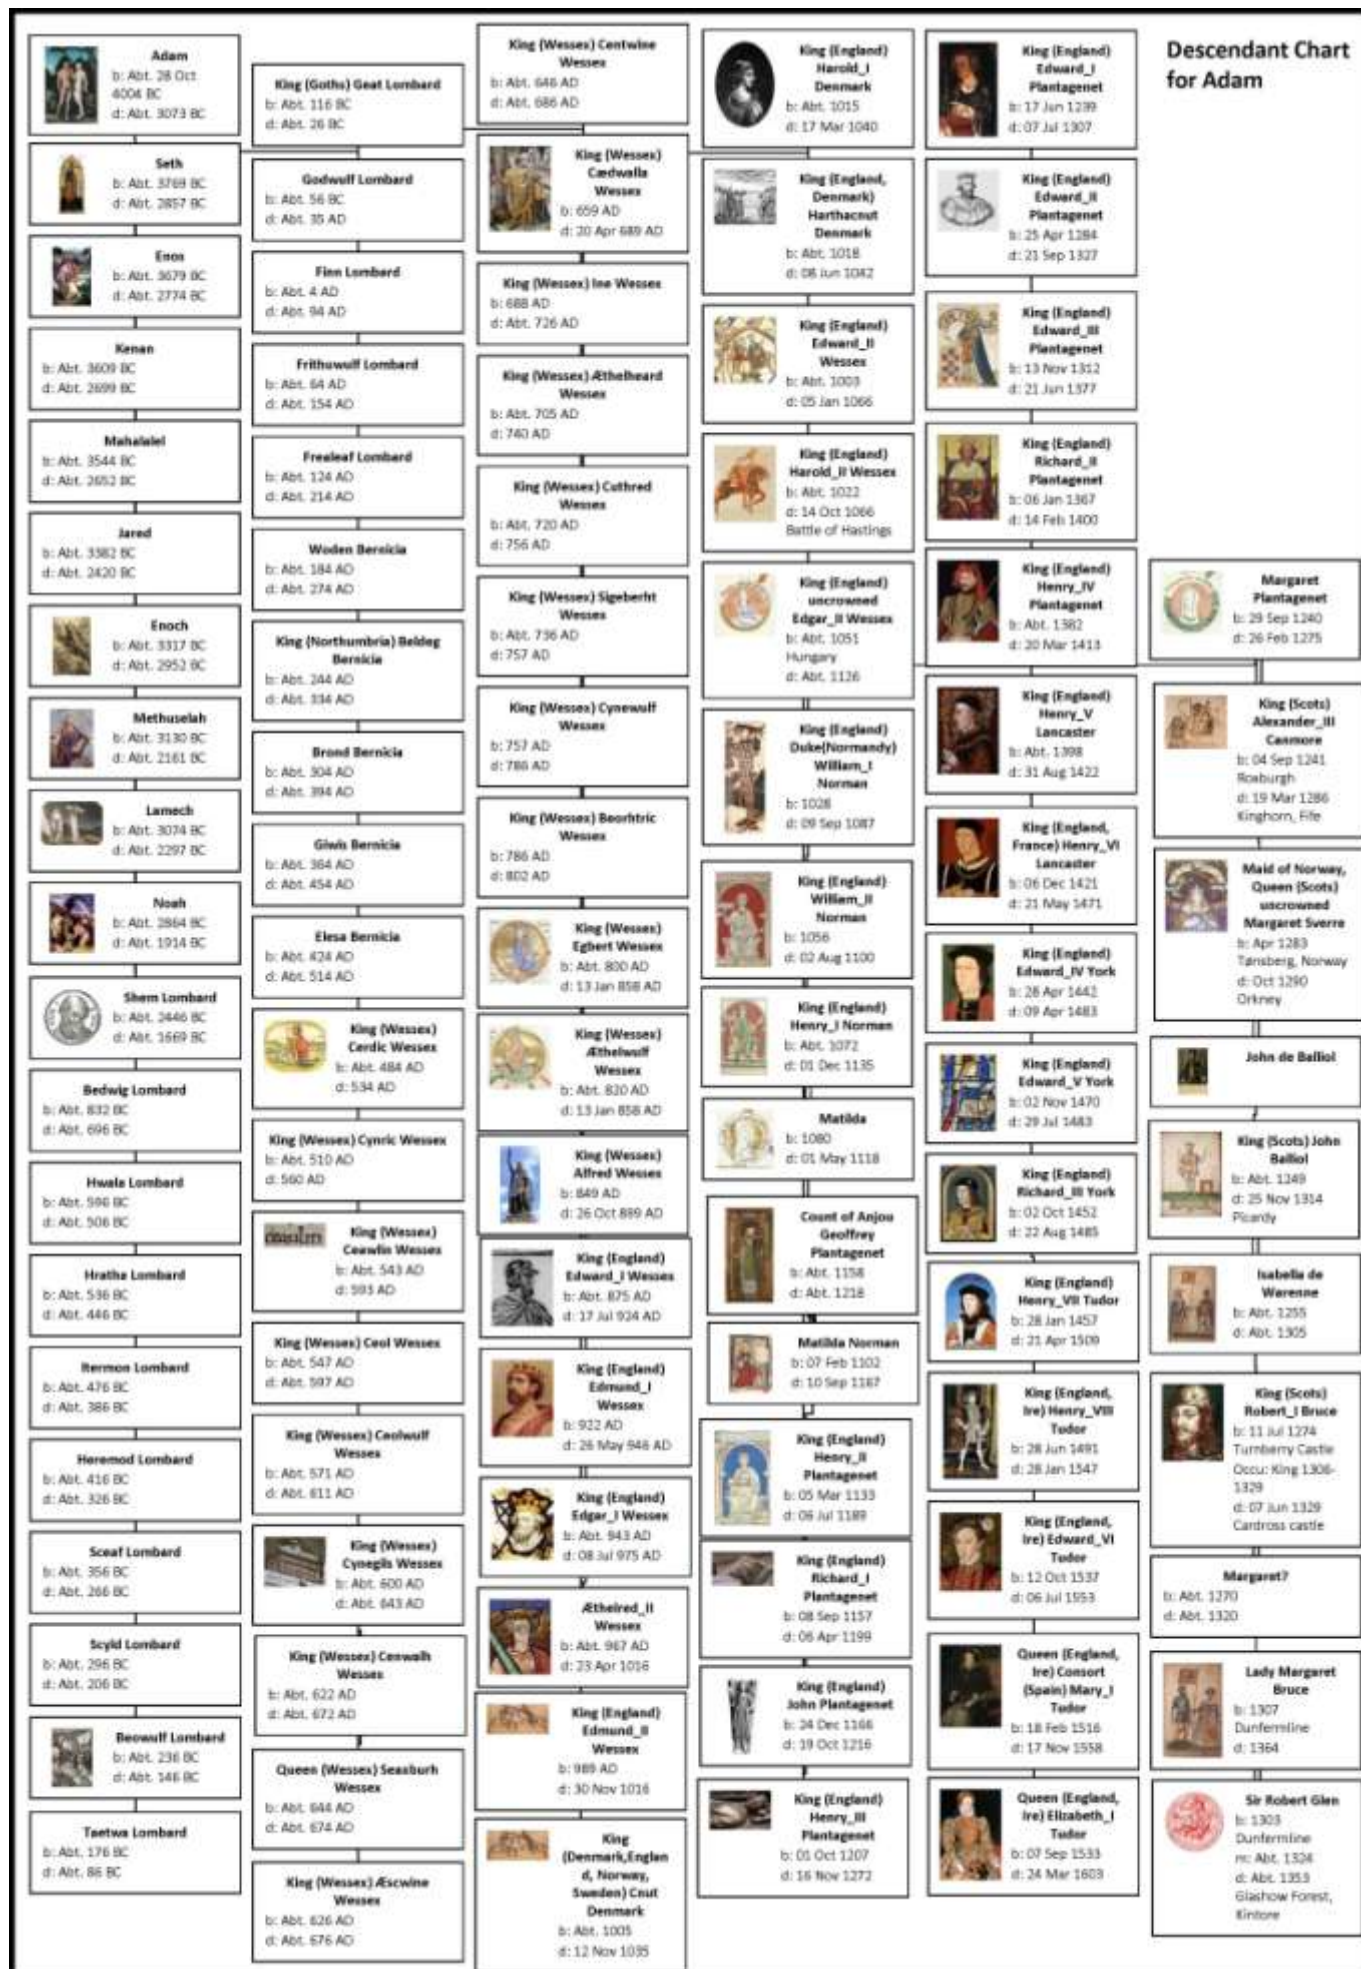 Descendant Chart
for Adam
Adam
b: Abt. 28 Oct
4004 BC
d: Abt. 3073 BC
Seth
b: Abt. 3769 BC
d: Abt. 2857 BC
Enos
b: Abt. 3679 BC
d: Abt. 2774 BC
Kenan
b: Abt. 3609 BC
d: Abt. 2699 BC
Mahalalel
b: Abt. 3544 BC
d: Abt. 2652 BC
Jared
b: Abt. 3382 BC
d: Abt. 2420 BC
Enoch
b: Abt. 3317 BC
d: Abt. 2952 BC
Methuselah
b: Abt. 3130 BC
d: Abt. 2161 BC
Lamech
b: Abt. 3074 BC
d: Abt. 2297 BC
Noah
b: Abt. 2864 BC
d: Abt. 1914 BC
Shem Lombard
b: Abt. 2446 BC
d: Abt. 1669 BC
Bedwig Lombard
b: Abt. 832 BC
d: Abt. 696 BC
Hwala Lombard
b: Abt. 596 BC
d: Abt. 506 BC
Hratha Lombard
b: Abt. 536 BC
d: Abt. 446 BC
Itermon Lombard
b: Abt. 476 BC
d: Abt. 386 BC
Heremod Lombard
b: Abt. 416 BC
d: Abt. 326 BC
Sceaf Lombard
b: Abt. 356 BC
d: Abt. 266 BC
Scyld Lombard
b: Abt. 296 BC
d: Abt. 206 BC
Beowulf Lombard
b: Abt. 236 BC
d: Abt. 146 BC
Taetwa Lombard
b: Abt. 176 BC
d: Abt. 86 BC
King (Goths) Geat Lombard
b: Abt. 116 BC
d: Abt. 26 BC
Godwulf Lombard
b: Abt. 56 BC
d: Abt. 35 AD
Finn Lombard
b: Abt. 4 AD
d: Abt. 94 AD
Frithuwulf Lombard
b: Abt. 64 AD
d: Abt. 154 AD
Frealeaf Lombard
b: Abt. 124 AD
d: Abt. 214 AD
Woden Bernicia
b: Abt. 184 AD
d: Abt. 274 AD
King (Northumbria) Beldeg
Bernicia
b: Abt. 244 AD
d: Abt. 334 AD
Brond Bernicia
b: Abt. 304 AD
d: Abt. 394 AD
Giwis Bernicia
b: Abt. 364 AD
d: Abt. 454 AD
Elesa Bernicia
b: Abt. 424 AD
d: Abt. 514 AD
King (Wessex)
Cerdic Wessex
b: Abt. 484 AD
d: 534 AD
King (Wessex) Cynric Wessex
b: Abt. 510 AD
d: 560 AD
King (Wessex)
Ceawlin Wessex
b: Abt. 543 AD
d: 593 AD
King (Wessex) Ceol Wessex
b: Abt. 547 AD
d: Abt. 597 AD
King (Wessex) Ceolwulf
Wessex
b: Abt. 571 AD
d: Abt. 611 AD
King (Wessex)
Cynegils Wessex
b: Abt. 600 AD
d: Abt. 643 AD
King (Wessex) Cenwalh
Wessex
b: Abt. 622 AD
d: Abt. 672 AD
Queen (Wessex) Seaxburh
Wessex
b: Abt. 644 AD
d: Abt. 674 AD
King (Wessex) Æscwine
Wessex
b: Abt. 626 AD
d: Abt. 676 AD
King (Wessex) Centwine
Wessex
b: Abt. 646 AD
d: Abt. 686 AD
King (Wessex)
Cædwalla
Wessex
b: 659 AD
d: 20 Apr 689 AD
King (Wessex) Ine Wessex
b: 688 AD
d: Abt. 726 AD
King (Wessex) Æthelheard
Wessex
b: Abt. 705 AD
d: 740 AD
King (Wessex) Cuthred
Wessex
b: Abt. 720 AD
d: 756 AD
King (Wessex) Sigeberht
Wessex
b: Abt. 736 AD
d: 757 AD
King (Wessex) Cynewulf
Wessex
b: 757 AD
d: 786 AD
King (Wessex) Beorhtric
Wessex
b: 786 AD
d: 802 AD
King (Wessex)
Egbert Wessex
b: Abt. 800 AD
d: 13 Jan 858 AD
King (Wessex)
Æthelwulf
Wessex
b: Abt. 820 AD
d: 13 Jan 858 AD
King (Wessex)
Alfred Wessex
b: 849 AD
d: 26 Oct 899 AD
King (England)
Edward_I Wessex
b: Abt. 875 AD
d: 17 Jul 924 AD
King (England)
Edmund_I
Wessex
b: 922 AD
d: 26 May 946 AD
King (England)
Edgar_I Wessex
b: Abt. 943 AD
d: 08 Jul 975 AD
Æthelred_II
Wessex
b: Abt. 967 AD
d: 23 Apr 1016
King (England)
Edmund_II
Wessex
b: 989 AD
d: 30 Nov 1016
King
(Denmark,Englan
d, Norway,
Sweden) Cnut
Denmark
b: Abt. 1005
d: 12 Nov 1035
King (England)
Harold_I
Denmark
b: Abt. 1015
d: 17 Mar 1040
King (England,
Denmark)
Harthacnut
Denmark
b: Abt. 1018
d: 08 Jun 1042
King (England)
Edward_II
Wessex
b: Abt. 1003
d: 05 Jan 1066
King (England)
Harold_II Wessex
b: Abt. 1022
d: 14 Oct 1066
Battle of Hastings
King (England)
uncrowned
Edgar_II Wessex
b: Abt. 1051
Hungary
d: Abt. 1126
King (England)
Duke(Normandy)
William_I
Norman
b: 1028
d: 09 Sep 1087
King (England)
William_II
Norman
b: 1056
d: 02 Aug 1100
King (England)
Henry_I Norman
b: Abt. 1072
d: 01 Dec 1135
Matilda
b: 1080
d: 01 May 1118
Count of Anjou
Geoffrey
Plantagenet
b: Abt. 1158
d: Abt. 1218
Matilda Norman
b: 07 Feb 1102
d: 10 Sep 1167
King (England)
Henry_II
Plantagenet
b: 05 Mar 1133
d: 06 Jul 1189
King (England)
Richard_I
Plantagenet
b: 08 Sep 1157
d: 06 Apr 1199
King (England)
John Plantagenet
b: 24 Dec 1166
d: 19 Oct 1216
King (England)
Henry_III
Plantagenet
b: 01 Oct 1207
d: 16 Nov 1272
King (England)
Edward_I
Plantagenet
b: 17 Jun 1239
d: 07 Jul 1307
King (England)
Edward_II
Plantagenet
b: 25 Apr 1284
d: 21 Sep 1327
King (England)
Edward_III
Plantagenet
b: 13 Nov 1312
d: 21 Jun 1377
King (England)
Richard_II
Plantagenet
b: 06 Jan 1367
d: 14 Feb 1400
King (England)
Henry_IV
Plantagenet
b: Abt. 1382
d: 20 Mar 1413
King (England)
Henry_V
Lancaster
b: Abt. 1398
d: 31 Aug 1422
King (England,
France) Henry_VI
Lancaster
b: 06 Dec 1421
d: 21 May 1471
King (England)
Edward_IV York
b: 28 Apr 1442
d: 09 Apr 1483
King (England)
Edward_V York
b: 02 Nov 1470
d: 29 Jul 1483
King (England)
Richard_III York
b: 02 Oct 1452
d: 22 Aug 1485
King (England)
Henry_VII Tudor
b: 28 Jan 1457
d: 21 Apr 1509
King (England,
Ire) Henry_VIII
Tudor
b: 28 Jun 1491
d: 28 Jan 1547
King (England,
Ire) Edward_VI
Tudor
b: 12 Oct 1537
d: 06 Jul 1553
Queen (England,
Ire) Consort
(Spain) Mary_I
Tudor
b: 18 Feb 1516
d: 17 Nov 1558
Queen (England,
Ire) Elizabeth_I
Tudor
b: 07 Sep 1533
d: 24 Mar 1603
Margaret
Plantagenet
b: 29 Sep 1240
d: 26 Feb 1275
King (Scots)
Alexander_III
Canmore
b: 04 Sep 1241
Roxburgh
d: 19 Mar 1286
Kinghorn, Fife
Maid of Norway,
Queen (Scots)
uncrowned
Margaret Sverre
b: Apr 1283
Tønsberg, Norway
d: Oct 1290
Orkney
John de Balliol
King (Scots) John
Balliol
b: Abt. 1249
d: 25 Nov 1314
Picardy
Isabella de
Warenne
b: Abt. 1255
d: Abt. 1305
King (Scots)
Robert_I Bruce
b: 11 Jul 1274
Turnberry Castle
Occu: King 1306-
1329
d: 07 Jun 1329
Cardross castle
Margaret?
b: Abt. 1270
d: Abt. 1320
Lady Margaret
Bruce
b: 1307
Dunfermline
d: 1364
Sir Robert Glen
b: 1303
Dunfermline
m: Abt. 1324
d: Abt. 1353
Glashow Forest,
Kintore